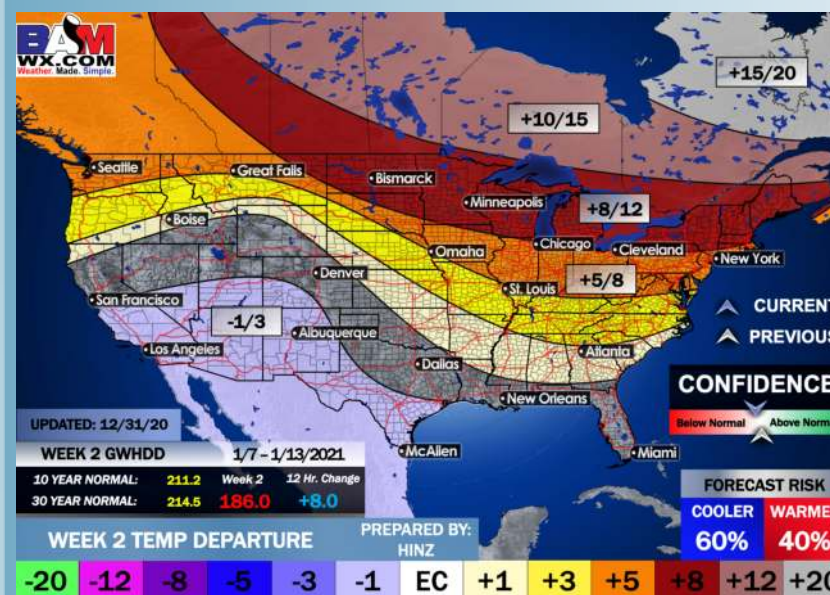 BAM
WX.COM
Weather. Made. Simple.
+15/20
+10/15
Seattle
Great Falls
Bismarck
Minneapolis
+8/12
Boise
Omaha
Chicago
Cleveland
New York
+5/8
Denver
St. Louis
San Francisco
-1/3
CURRENT
Albuquerque
PREVIOUS
Los Angeles
Atlanta
Dallas
CONFIDENCE
New Orleans
Below Normal Above Norm
UPDATED: 12/31/20
WEEK 2 GWHDD 1/7 - 1/13/2021
McAllen
Miami
10 YEAR NORMAL: 211.2 Week 2 12 Hr. Change
30 YEAR NORMAL: 214.5 186.0 +8.0
FORECAST RISK
COOLER WARME
60% 40%
WEEK 2 TEMP DEPARTURE
PREPARED BY:
HINZ
-20 -12 -8 -5 -3 -1 EC +1 +3 +5 +8 +12 +20